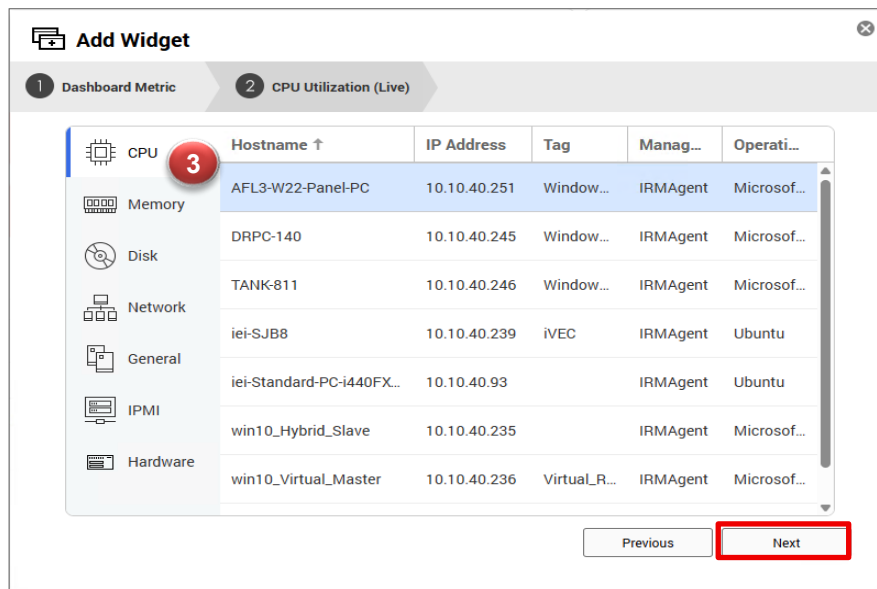 Add Widget
1 Dashboard Metric 2 CPU Utilization (Live)
CPU
3
Memory
Disk
Network
General
IPMI
Hardware
Hostname ↑ IP Address Tag Manag... Operati...
AFL3-W22-Panel-PC 10.10.40.251 Window... IRMAgent Microsof...
DRPC-140 10.10.40.245 Window... IRMAgent Microsof...
TANK-811 10.10.40.246 Window... IRMAgent Microsof...
iei-SJB8 10.10.40.239 iVEC IRMAgent Ubuntu
iei-Standard-PC-i440FX... 10.10.40.93 IRMAgent Ubuntu
win10_Hybrid_Slave 10.10.40.235 IRMAgent Microsof...
win10_Virtual_Master 10.10.40.236 Virtual_R... IRMAgent Microsof...
Previous Next